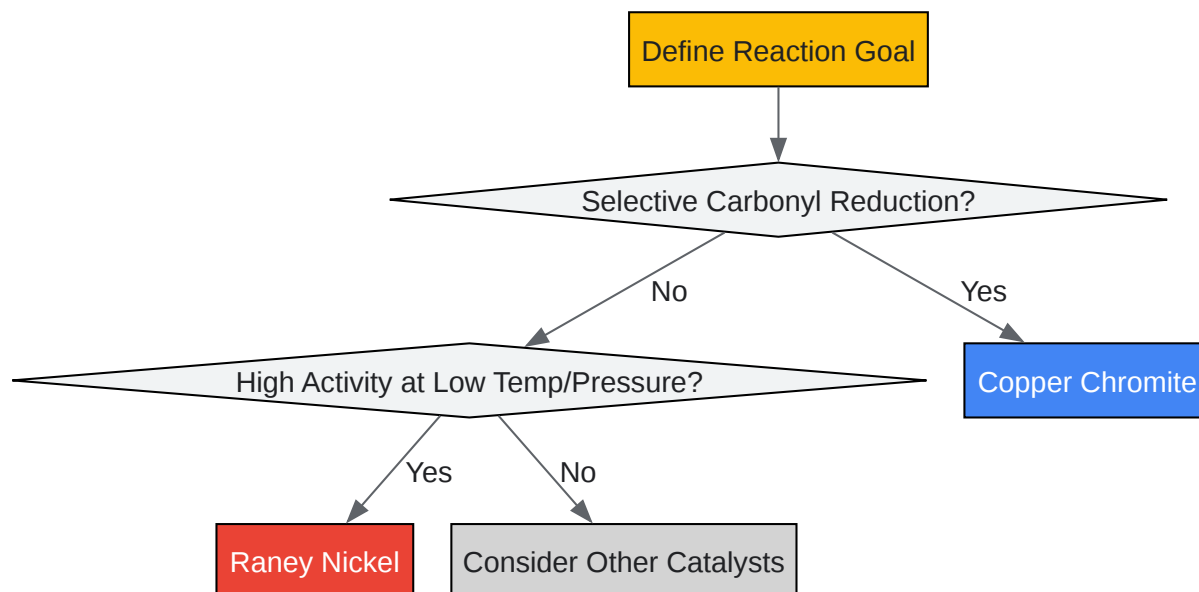 Define Reaction Goal
Selective Carbonyl Reduction?
No
Yes
High Activity at Low Temp/Pressure?
Copper Chromite
Yes
No
Raney Nickel
Consider Other Catalysts